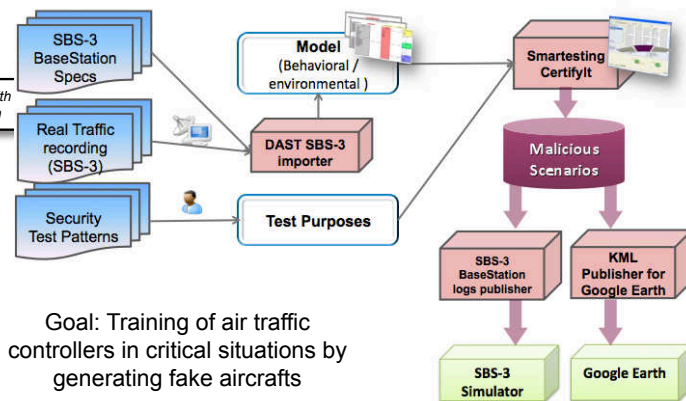 SBS-3
BaseStation
Specs
th
Real Traffic
recording
(SBS-3)
Security
Test Patterns
Model
(Behavioral /
environmental )
DAST SBS-3
importer
Test Purposes
Smartesting
CertifyIt
Malicious
Scenarios
SBS-3
BaseStation
logs publisher
KML
Publisher for
Google Earth
SBS-3
Simulator
Google Earth
Goal: Training of air traffic
controllers in critical situations by
generating fake aircrafts